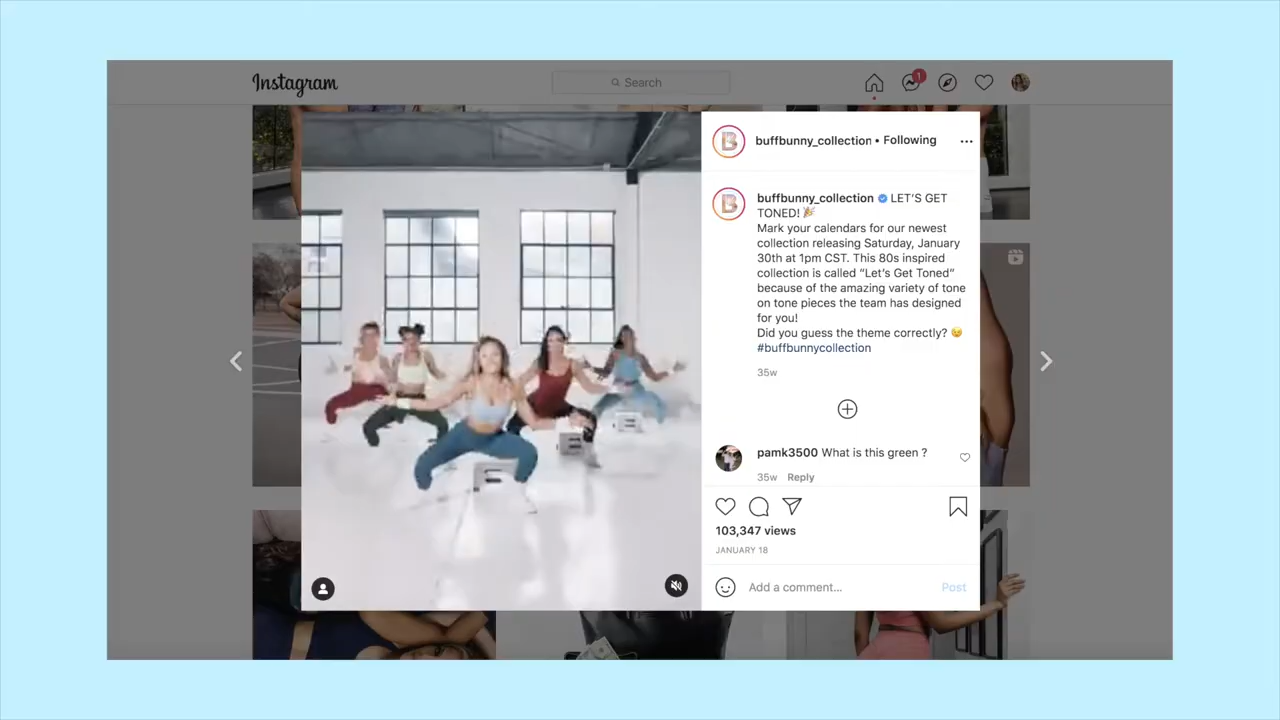 Instagram
Search
1
buffbunny_collection • Following
buffbunny_collection LET'S GET
TONED! 🎉
Mark your calendars for our newest
collection releasing Saturday, January
30th at 1pm CST. This 80s inspired
collection is called “Let's Get Toned”
because of the amazing variety of tone
on tone pieces the team has designed
for you!
Did you guess the theme correctly? 😉
#buffbunnycollection
35w
pamk3500 What is this green ?
35w Reply
103,347 views
JANUARY 18
Add a comment...
Post